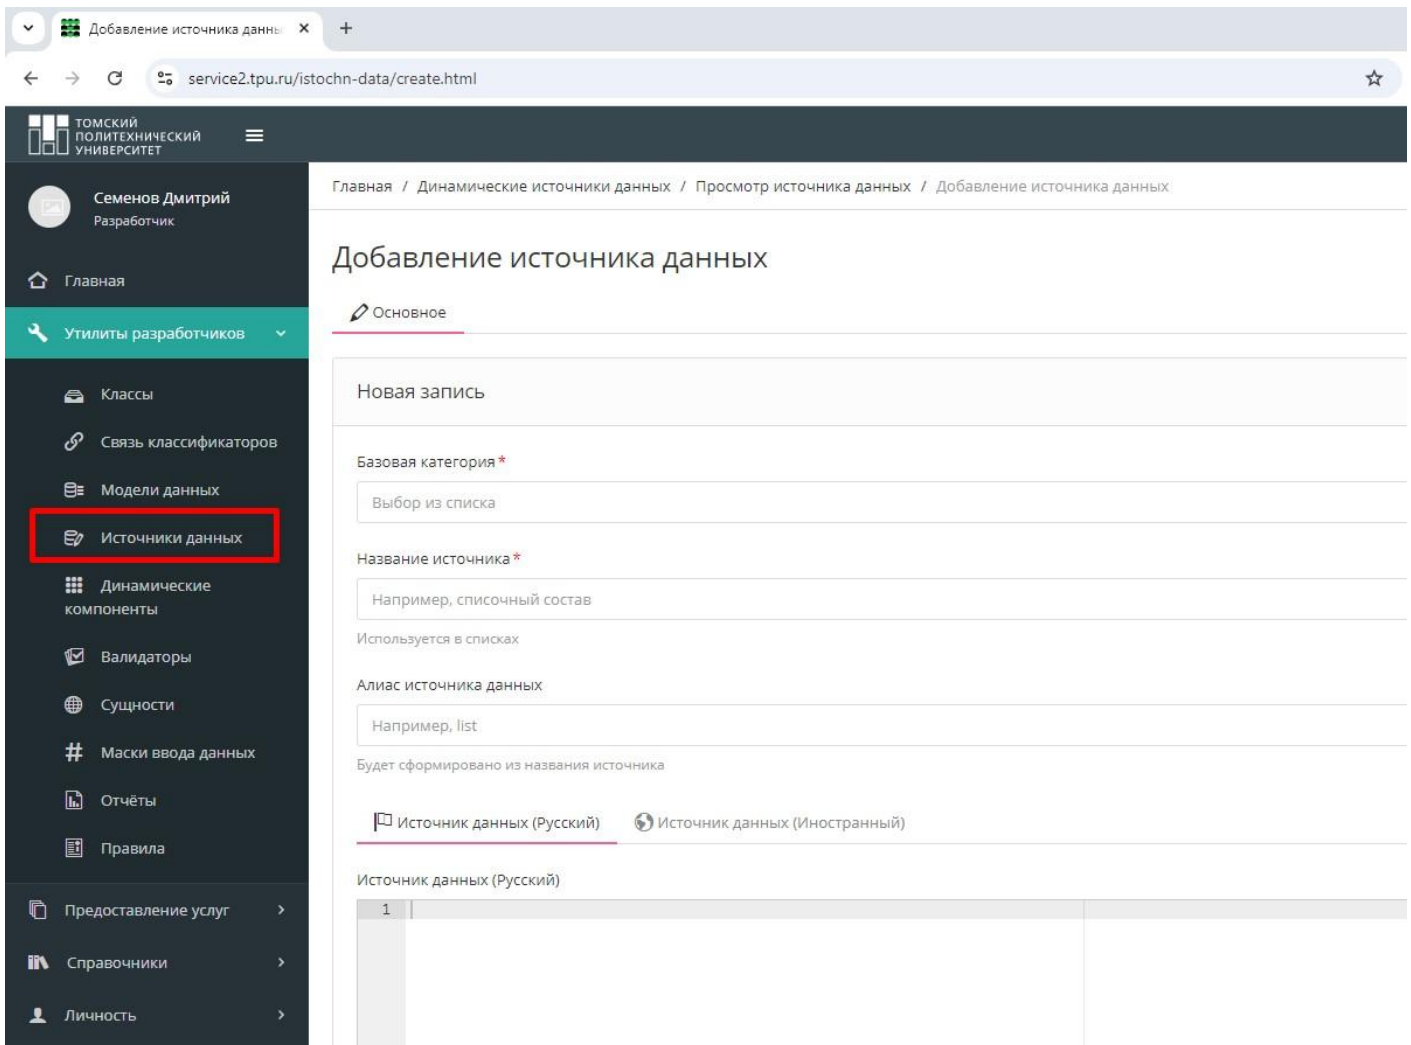 Добавление источника данны
service2.tpu.ru/istochn-data/create.html
ТОМСКИЙ
ПОЛИТЕХНИЧЕСКИЙ
УНИВЕРСИТЕТ
Семенов Дмитрий
Разработчик
Главная
Утилиты разработчиков
Классы
Связь классификаторов
Модели данных
Источники данных
Динамические
компоненты
Валидаторы
Сущности
Маски ввода данных
Отчёты
Правила
Предоставление услуг
Справочники
Личность
Главная / Динамические источники данных / Просмотр источника данных / Добавление источника данных
Добавление источника данных
Основное
Новая запись
Базовая категория *
Выбор из списка
Название источника *
Например, списочный состав
Используется в списках
Алиас источника данных
Например, list
Будет сформировано из названия источника
Источник данных (Русский) Источник данных (Иностранный)
Источник данных (Русский)
1